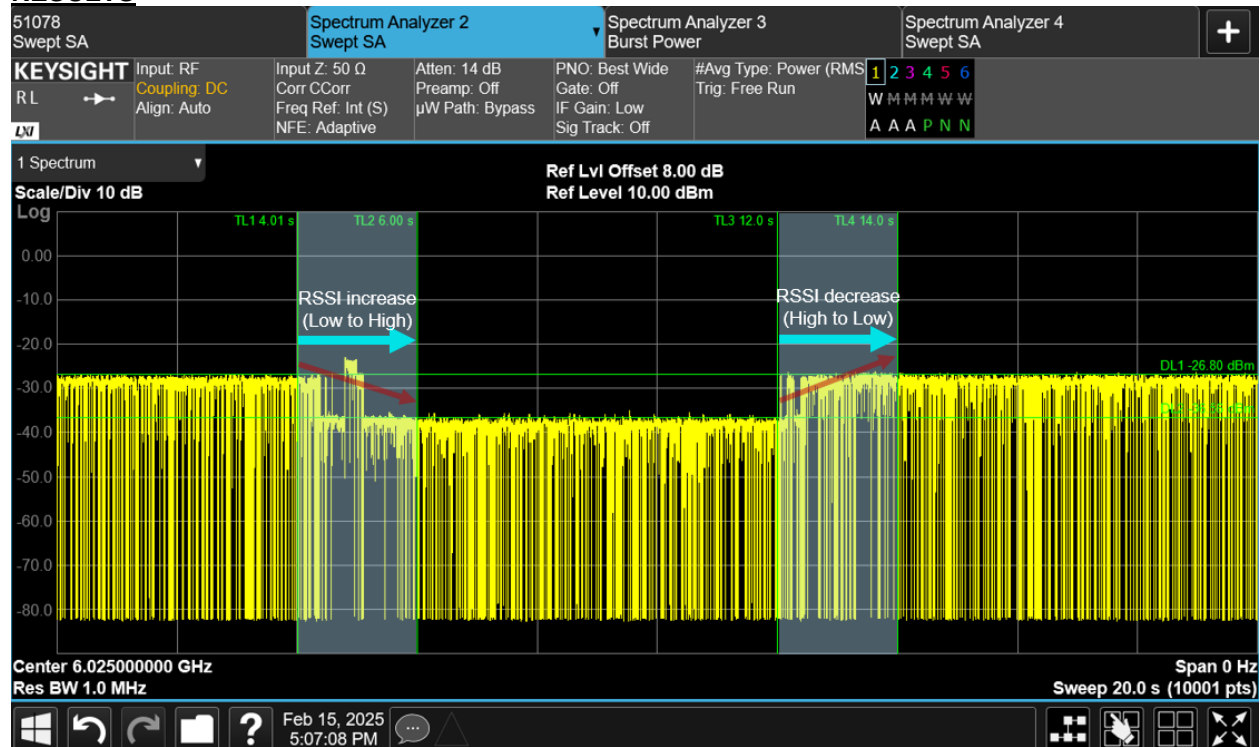 RESULTS
51078
Swept SA
Spectrum Analyzer 2
Swept SA
Spectrum Analyzer 3
Burst Power
Spectrum Analyzer 4
Swept SA
KEYSIGHT
RL
LXI
Input: RF
Coupling: DC
Align: Auto
Input Z: 50 Ω
Corr CCorr
Freq Ref: Int (S)
NFE: Adaptive
Atten: 14 dB
Preamp: Off
µW Path: Bypass
PNO: Best Wide
Gate: Off
IF Gain: Low
Sig Track: Off
#Avg Type: Power (RMS
Trig: Free Run
1 2 3 4 5 6
W M M M W W
A A A P N N
1 Spectrum
Scale/Div 10 dB
Ref Lvl Offset 8.00 dB
Ref Level 10.00 dBm
Log
TL1 4.01 s
TL2 6.00 s
TL3 12.0 s
TL4 14.0 s
0.00
-10.0
-20.0
-30.0
-40.0
-50.0
-60.0
-70.0
-80.0
RSSI increase
(Low to High)
RSSI decrease
(High to Low)
DL1 -26.80 dBm
Center 6.025000000 GHz
Res BW 1.0 MHz
Span 0 Hz
Sweep 20.0 s (10001 pts)
?
Feb 15, 2025
5:07:08 PM